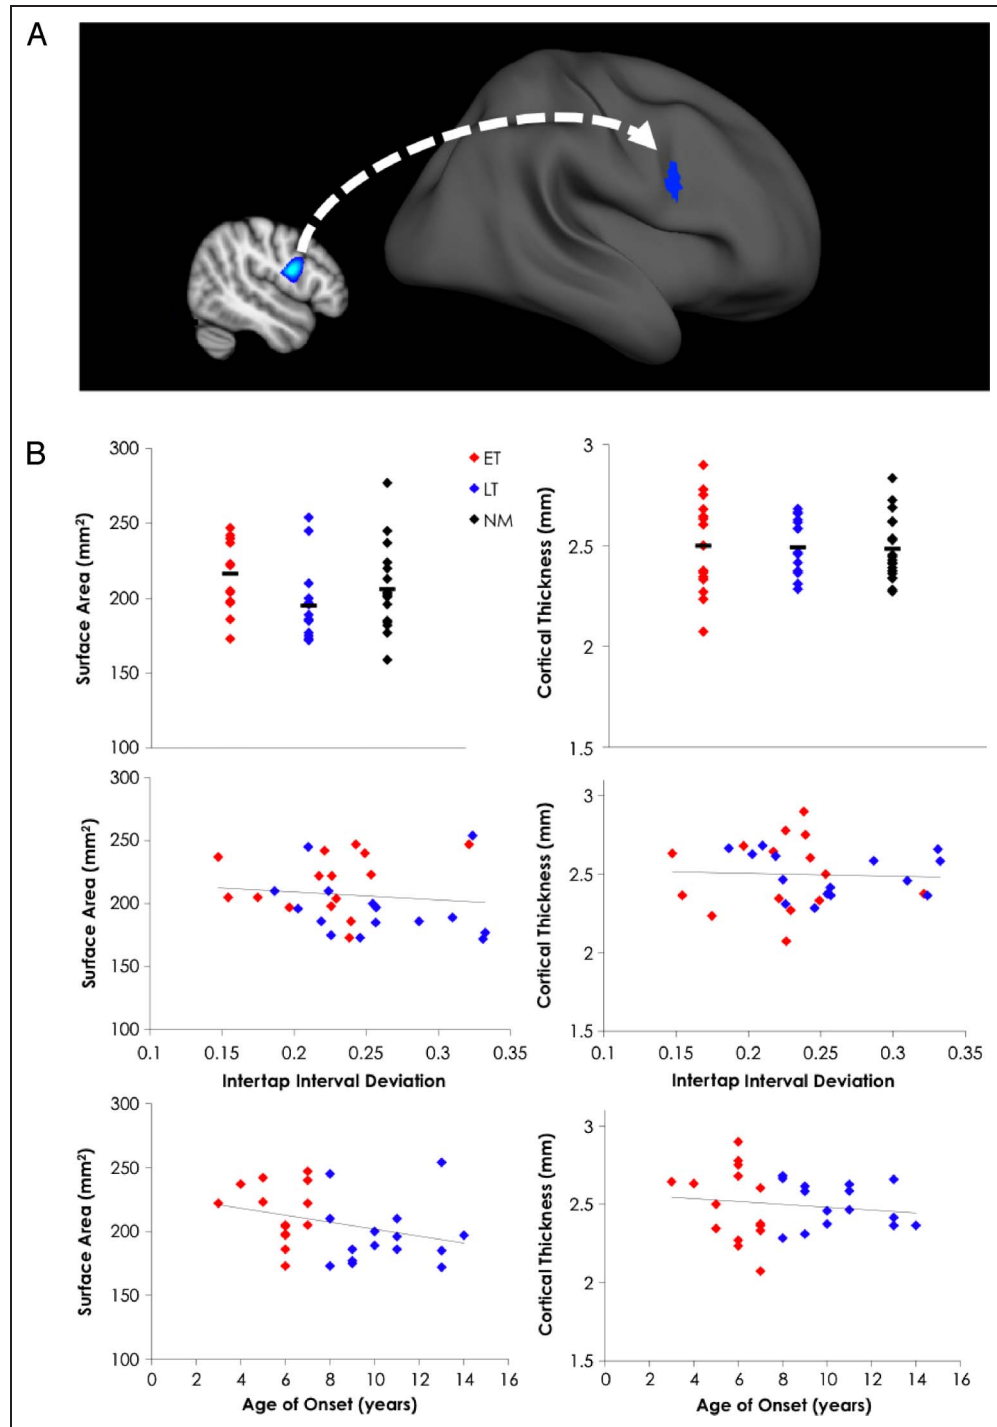 A
B
300
250
200
150
100
Surface Area (mm²)
ET
LT
NM
3
2.5
2
1.5
Cortical Thickness (mm)
300
250
200
150
100
Surface Area (mm²)
0.1 0.15 0.2 0.25 0.3 0.35
Intertap Interval Deviation
3
2.5
2
1.5
Cortical Thickness (mm)
0.1 0.15 0.2 0.25 0.3 0.35
Intertap Interval Deviation
300
250
200
150
100
Surface Area (mm²)
0 2 4 6 8 10 12 14 16
Age of Onset (years)
3
2.5
2
1.5
Cortical Thickness (mm)
0 2 4 6 8 10 12 14 16
Age of Onset (years)